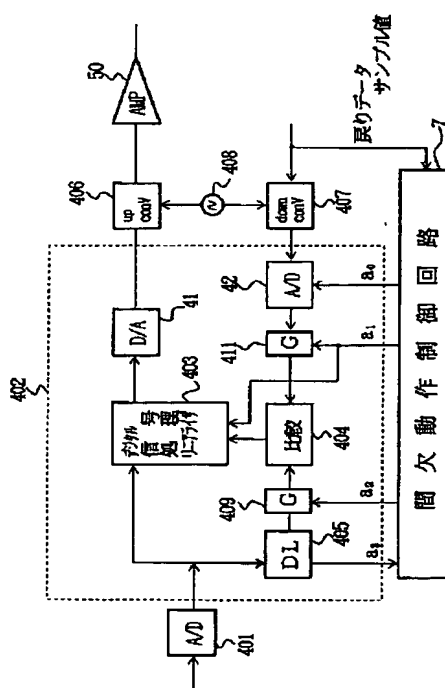 50
AMP
406
up
conV
408
407
down
conV
戻りデータ
サンプル値
7
402
D/A
41
42
A/D
a₀
411
G
a₁
403
デジタル
信号
処理
リニアライザ
比較
404
409
G
a₂
DL
405
a₃
A/D
401
間欠動作制御回路